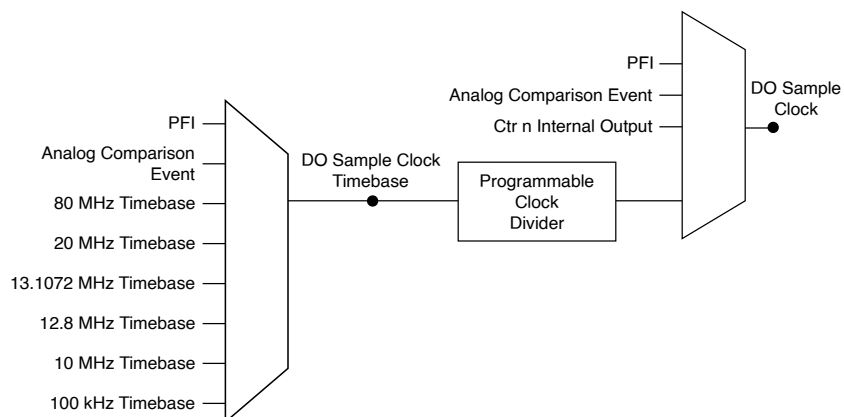 PFI
Analog Comparison Event
Ctr n Internal Output
DO Sample
Clock
PFI
Analog Comparison
Event
80 MHz Timebase
20 MHz Timebase
13.1072 MHz Timebase
12.8 MHz Timebase
10 MHz Timebase
100 kHz Timebase
DO Sample Clock
Timebase
Programmable
Clock
Divider